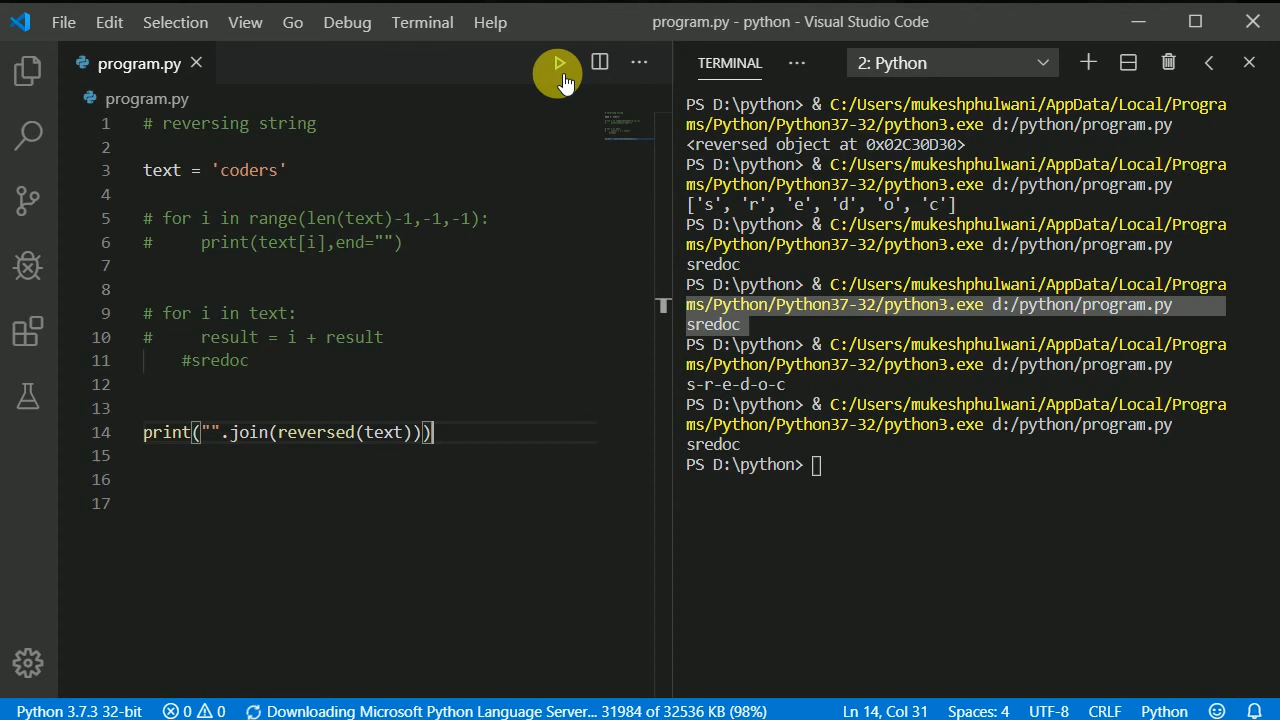 File Edit Selection View Go Debug Terminal Help program.py - python - Visual Studio Code
program.py
program.py
1 # reversing string
2
3 text = 'coders'
4
5 # for i in range(len(text)-1,-1,-1):
6 #     print(text[i],end="")
7
8
9 # for i in text:
10 #     result = i + result
11     #sredoc
12
13
14 print("".join(reversed(text)))
15
16
17
TERMINAL 2: Python
PS D:\python> & C:/Users/mukeshphulwani/AppData/Local/Progra
ms/Python/Python37-32/python3.exe d:/python/program.py
<reversed object at 0x02C30D30>
PS D:\python> & C:/Users/mukeshphulwani/AppData/Local/Progra
ms/Python/Python37-32/python3.exe d:/python/program.py
['s', 'r', 'e', 'd', 'o', 'c']
PS D:\python> & C:/Users/mukeshphulwani/AppData/Local/Progra
ms/Python/Python37-32/python3.exe d:/python/program.py
sredoc
PS D:\python> & C:/Users/mukeshphulwani/AppData/Local/Progra
ms/Python/Python37-32/python3.exe d:/python/program.py
sredoc
PS D:\python> & C:/Users/mukeshphulwani/AppData/Local/Progra
ms/Python/Python37-32/python3.exe d:/python/program.py
s-r-e-d-o-c
PS D:\python> & C:/Users/mukeshphulwani/AppData/Local/Progra
ms/Python/Python37-32/python3.exe d:/python/program.py
sredoc
PS D:\python>
Python 3.7.3 32-bit 0 0 Downloading Microsoft Python Language Server... 31984 of 32536 KB (98%) Ln 14, Col 31 Spaces: 4 UTF-8 CRLF Python